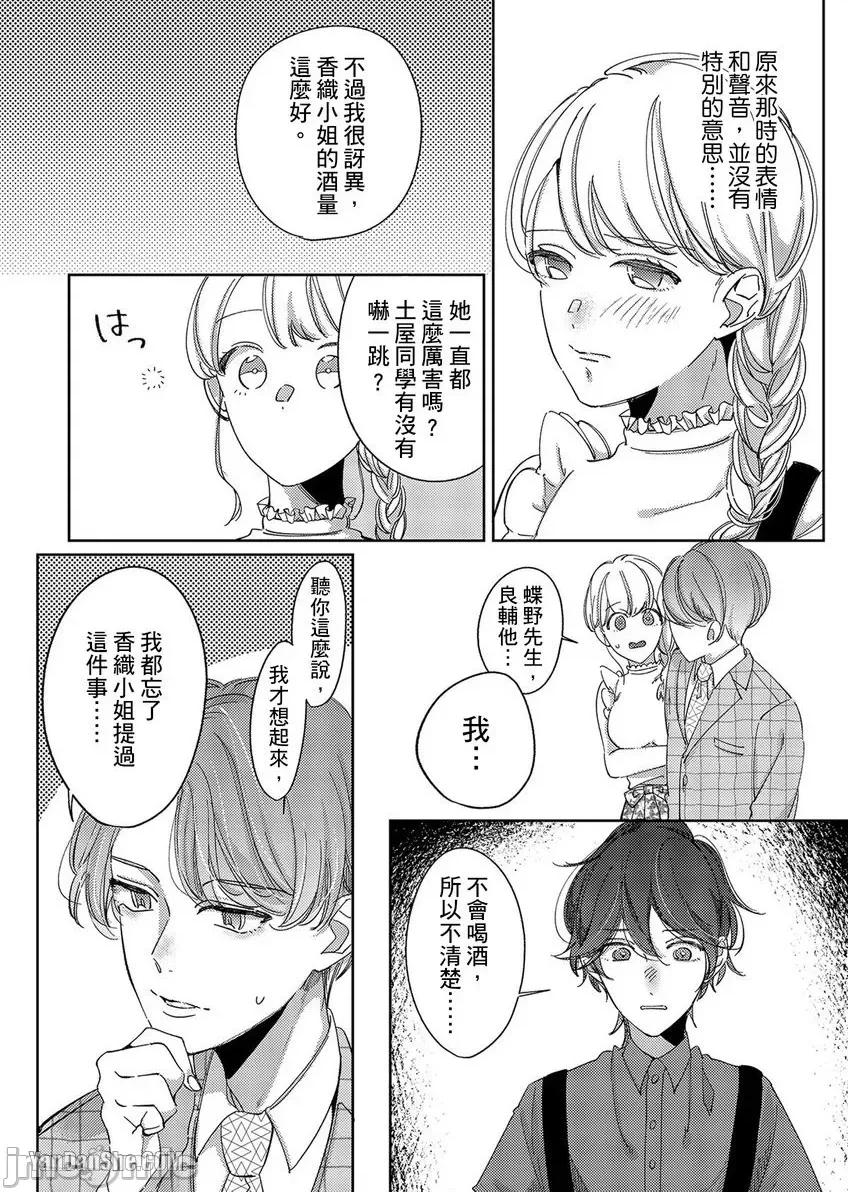 原來那時的表情
和聲音，並沒有
特別的意思……
不過我很訝異，
香織小姐的酒量
這麼好。
她一直都
這麼厲害嗎？
土屋同學有沒有
嚇一跳？
はっ
蝶野先生，
良輔他…
我…
不會喝酒，
所以不清楚……
聽你這麼說，
我才想起來，
我都忘了
香織小姐提過
這件事……
YANDANSHE.COM